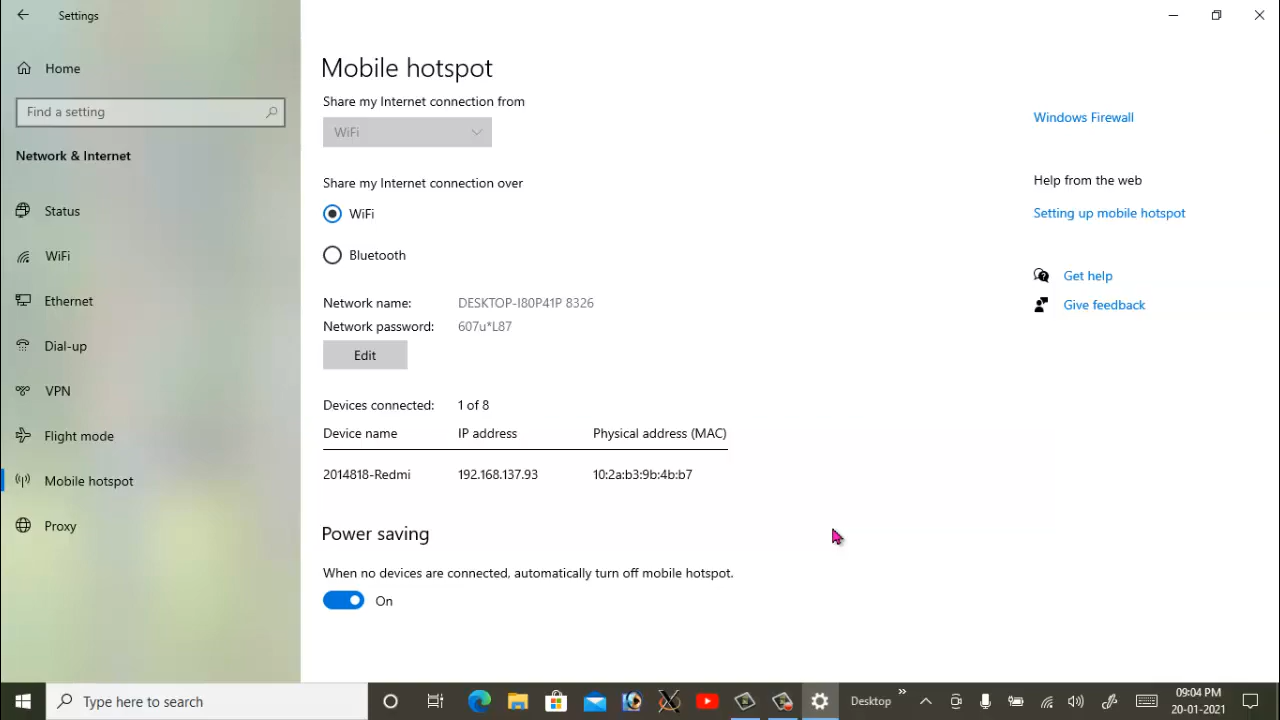 Settings
Home
Find a setting
Network & Internet
Status
WiFi
Ethernet
Dial-up
VPN
Flight mode
Mobile hotspot
Proxy
Mobile hotspot
Share my Internet connection from
WiFi
Share my Internet connection over
WiFi
Bluetooth
Network name: DESKTOP-I80P41P 8326
Network password: 607u*L87
Edit
Devices connected: 1 of 8
Device name IP address Physical address (MAC)
2014818-Redmi 192.168.137.93 10:2a:b3:9b:4b:b7
Power saving
When no devices are connected, automatically turn off mobile hotspot.
On
Windows Firewall
Help from the web
Setting up mobile hotspot
Get help
Give feedback
Type here to search
Desktop
09:04 PM
20-01-2021